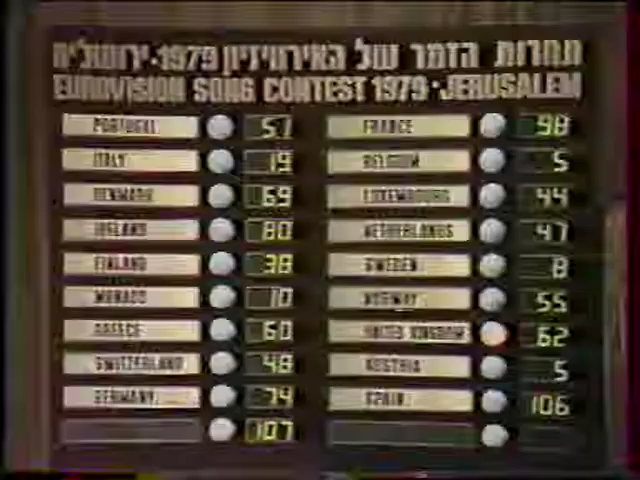 תחרות הזמר של האירוויזיון 1979 · ירושלים
EUROVISION SONG CONTEST 1979 · JERUSALEM
PORTUGAL 57 FRANCE 98
ITALY 19 BELGIUM 5
DENMARK 69 LUXEMBOURG 44
IRELAND 80 NETHERLANDS 47
FINLAND 38 SWEDEN 8
MONACO 10 NORWAY 55
GREECE 60 UNITED KINGDOM 62
SWITZERLAND 48 AUSTRIA 5
GERMANY 74 SPAIN 106
107